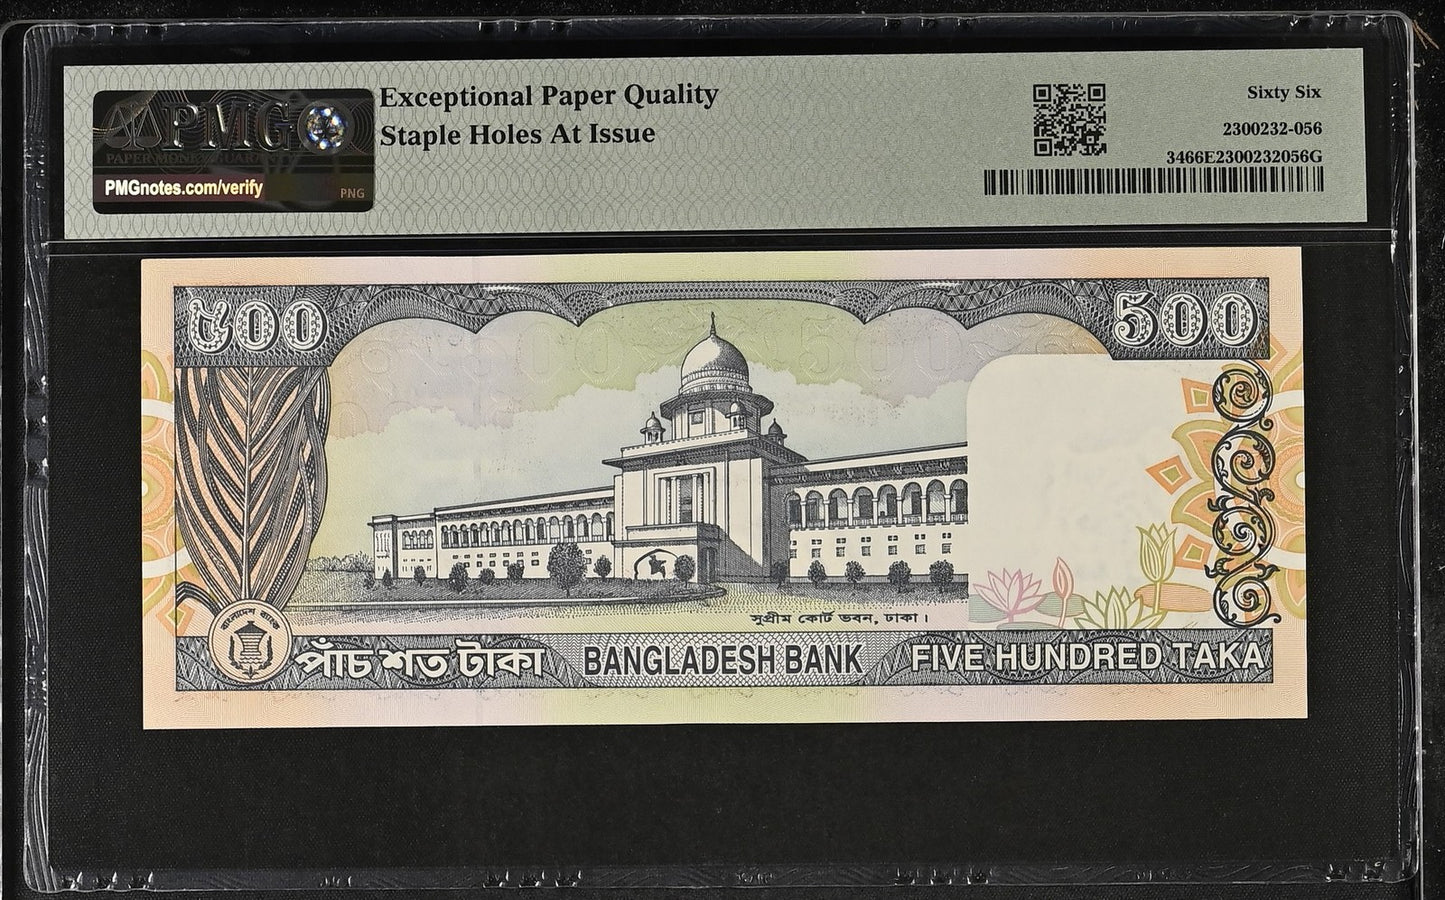 PMG
PAPER MONEY GUARANTY
PMGnotes.com/verify
PNG
Exceptional Paper Quality
Staple Holes At Issue
Sixty Six
2300232-056
3466E2300232056G
৫০০
500
সুপ্রীম কোর্ট ভবন, ঢাকা।
বাংলাদেশ ব্যাংক
পাঁচ শত টাকা
BANGLADESH BANK
FIVE HUNDRED TAKA